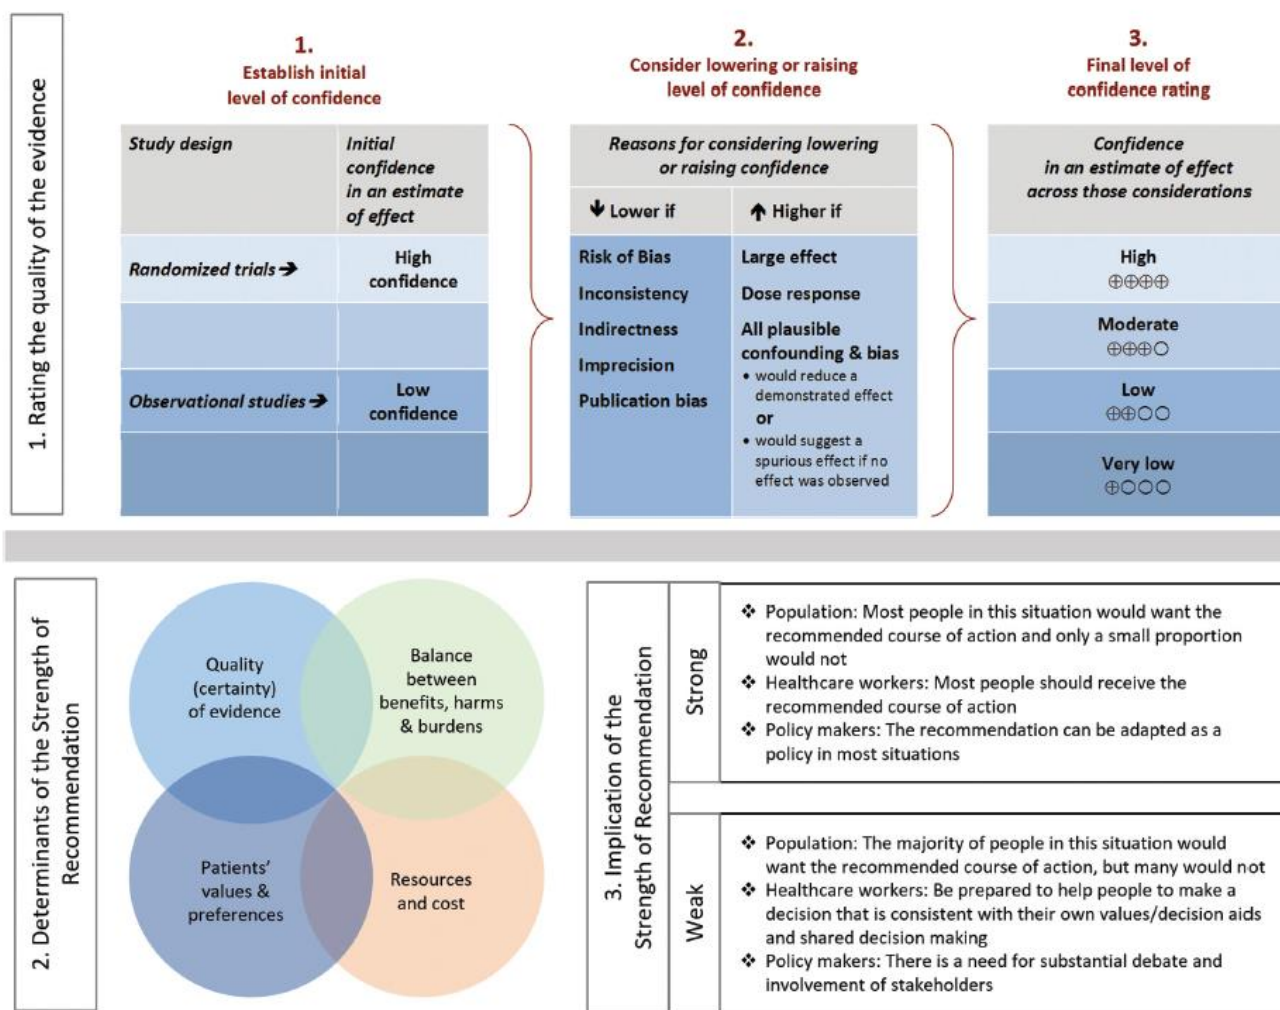 1. Rating the quality of the evidence
1.
Establish initial
level of confidence
Study design
Initial
confidence
in an estimate
of effect
Randomized trials ➔
High
confidence
Observational studies ➔
Low
confidence
2.
Consider lowering or raising
level of confidence
Reasons for considering lowering
or raising confidence
🡻 Lower if
🡹 Higher if
Risk of Bias
Inconsistency
Indirectness
Imprecision
Publication bias
Large effect
Dose response
All plausible
confounding & bias
• would reduce a
demonstrated effect
or
• would suggest a
spurious effect if no
effect was observed
3.
Final level of
confidence rating
Confidence
in an estimate of effect
across those considerations
High
⊕⊕⊕⊕
Moderate
⊕⊕⊕○
Low
⊕⊕○○
Very low
⊕○○○
2. Determinants of the Strength of
Recommendation
Quality
(certainty)
of evidence
Balance
between
benefits, harms
& burdens
Patients’
values &
preferences
Resources
and cost
3. Implication of the
Strength of Recommendation
Strong
❖ Population: Most people in this situation would want the
recommended course of action and only a small proportion
would not
❖ Healthcare workers: Most people should receive the
recommended course of action
❖ Policy makers: The recommendation can be adapted as a
policy in most situations
Weak
❖ Population: The majority of people in this situation would
want the recommended course of action, but many would not
❖ Healthcare workers: Be prepared to help people to make a
decision that is consistent with their own values/decision aids
and shared decision making
❖ Policy makers: There is a need for substantial debate and
involvement of stakeholders